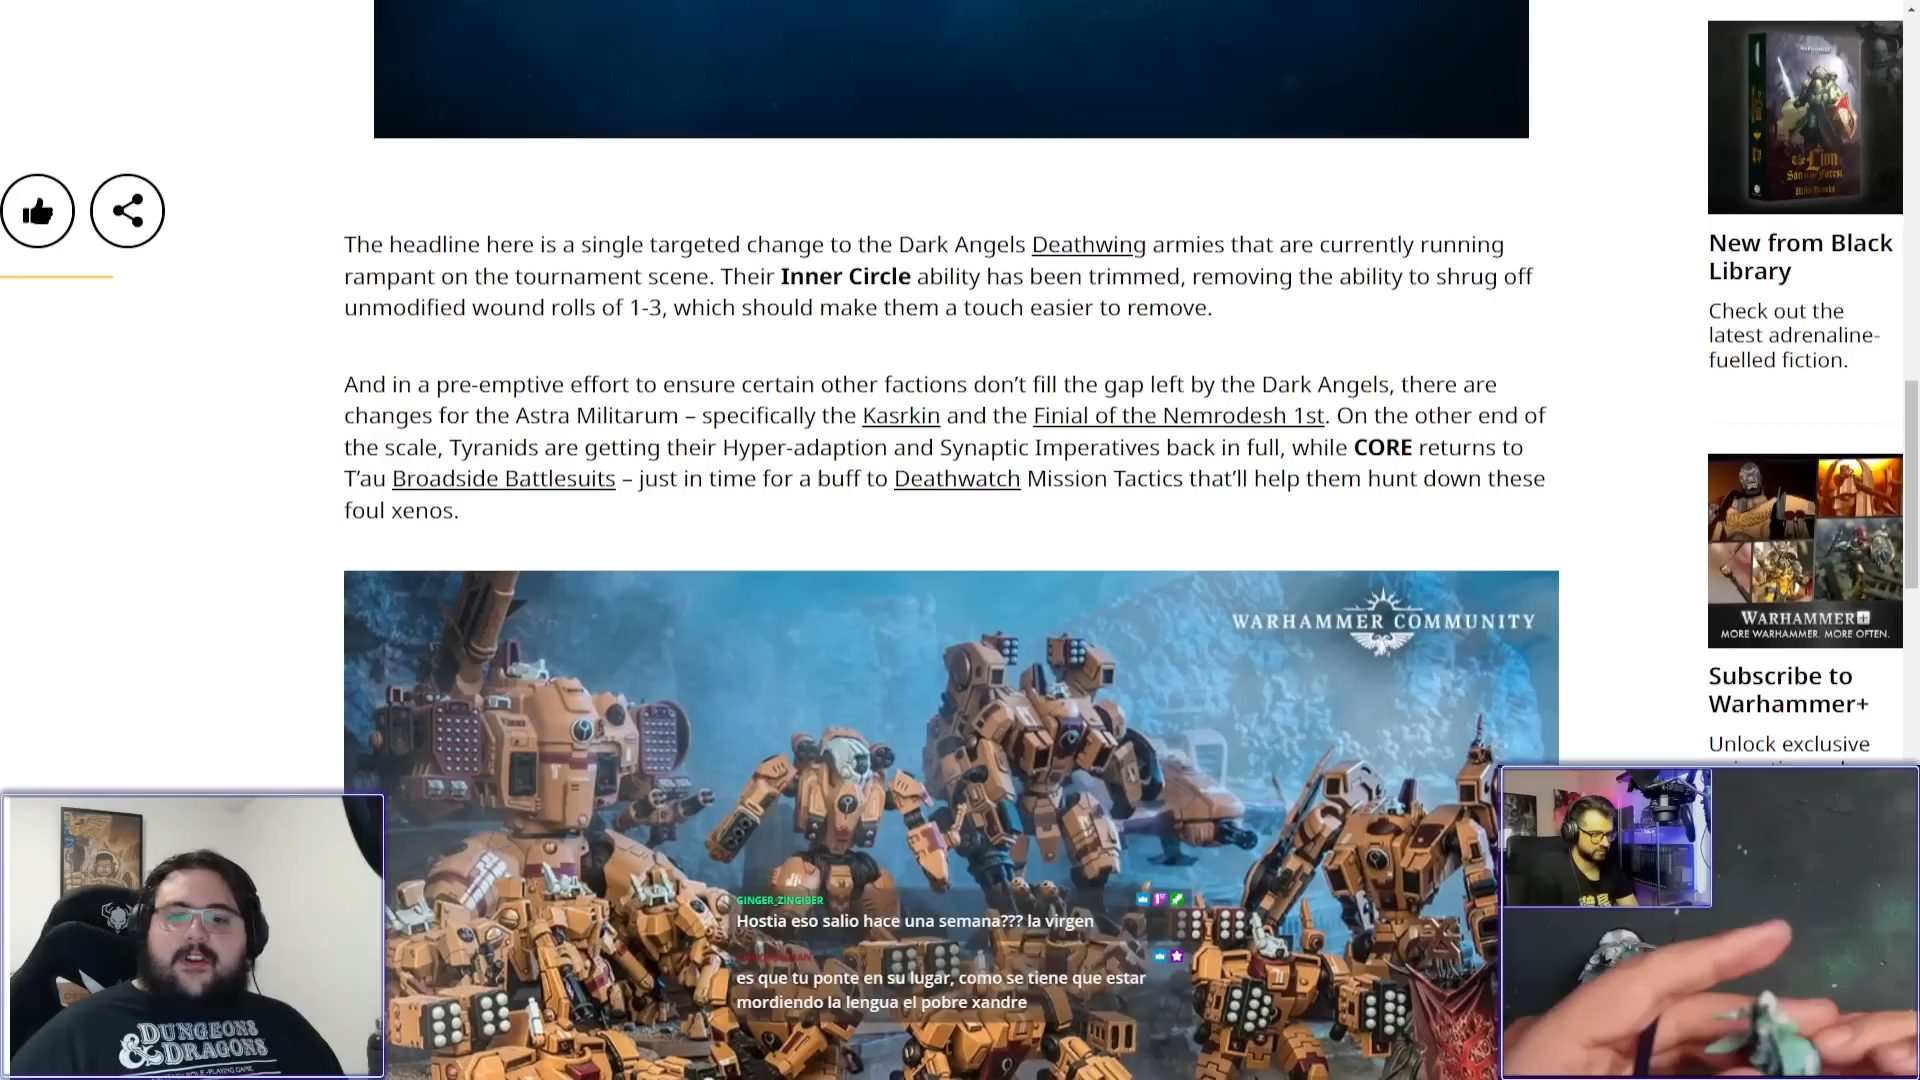 The headline here is a single targeted change to the Dark Angels Deathwing armies that are currently running
rampant on the tournament scene. Their Inner Circle ability has been trimmed, removing the ability to shrug off
unmodified wound rolls of 1-3, which should make them a touch easier to remove.
And in a pre-emptive effort to ensure certain other factions don’t fill the gap left by the Dark Angels, there are
changes for the Astra Militarum – specifically the Kasrkin and the Finial of the Nemrodesh 1st. On the other end of
the scale, Tyranids are getting their Hyper-adaption and Synaptic Imperatives back in full, while CORE returns to
T’au Broadside Battlesuits – just in time for a buff to Deathwatch Mission Tactics that’ll help them hunt down these
foul xenos.
WARHAMMER COMMUNITY
GINGER_ZINGIBER
Hostia eso salio hace una semana??? la virgen
es que tu ponte en su lugar, como se tiene que estar
mordiendo la lengua el pobre xandre
DUNGEONS
& DRAGONS
The Lion
Son of the Forest
New from Black
Library
Check out the
latest adrenaline-
fuelled fiction.
WARHAMMER+
MORE WARHAMMER. MORE OFTEN.
Subscribe to
Warhammer+
Unlock exclusive